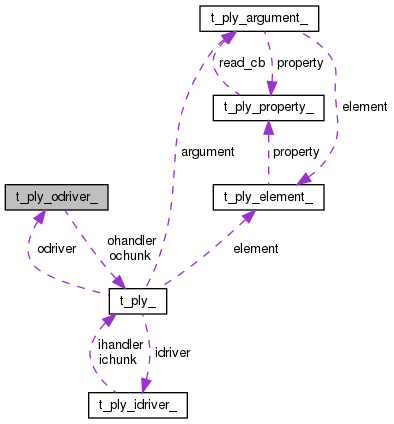 t_ply_argument_
read_cb
property
t_ply_property_
element
argument
property
t_ply_odriver_
t_ply_element_
odriver
ohandler
ochunk
element
t_ply_
ihandler
ichunk
idriver
t_ply_idriver_